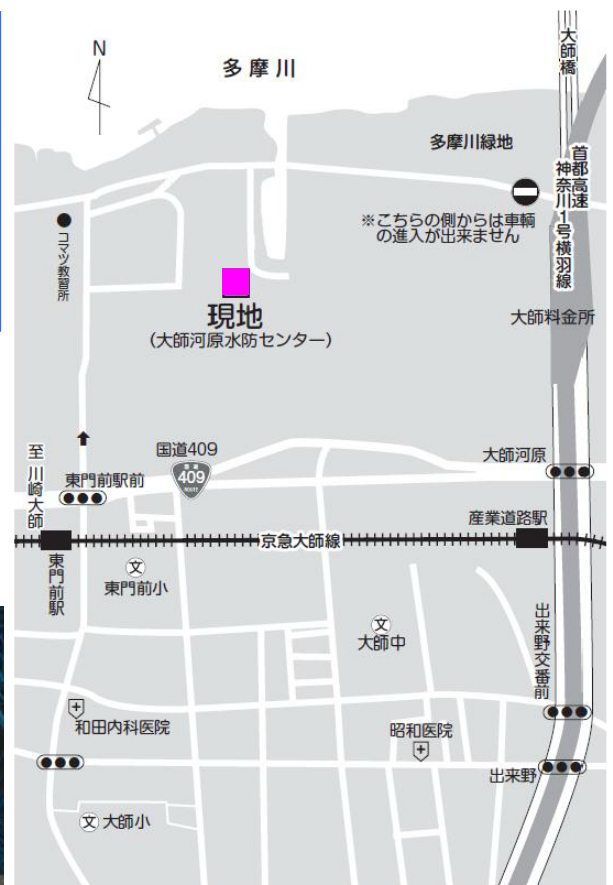 N
多摩川
大師橋
多摩川緑地
首都高速
神奈川1号横羽線
※こちらの側からは車輌
の進入が出来ません
コマツ教習所
現地
(大師河原水防センター)
大師料金所
至 川崎大師
国道409
国道
409
ROUTE
東門前駅前
大師河原
産業道路駅
京急大師線
東門前駅
文
東門前小
文
大師中
出来野交番前
和田内科医院
昭和医院
出来野
文 大師小